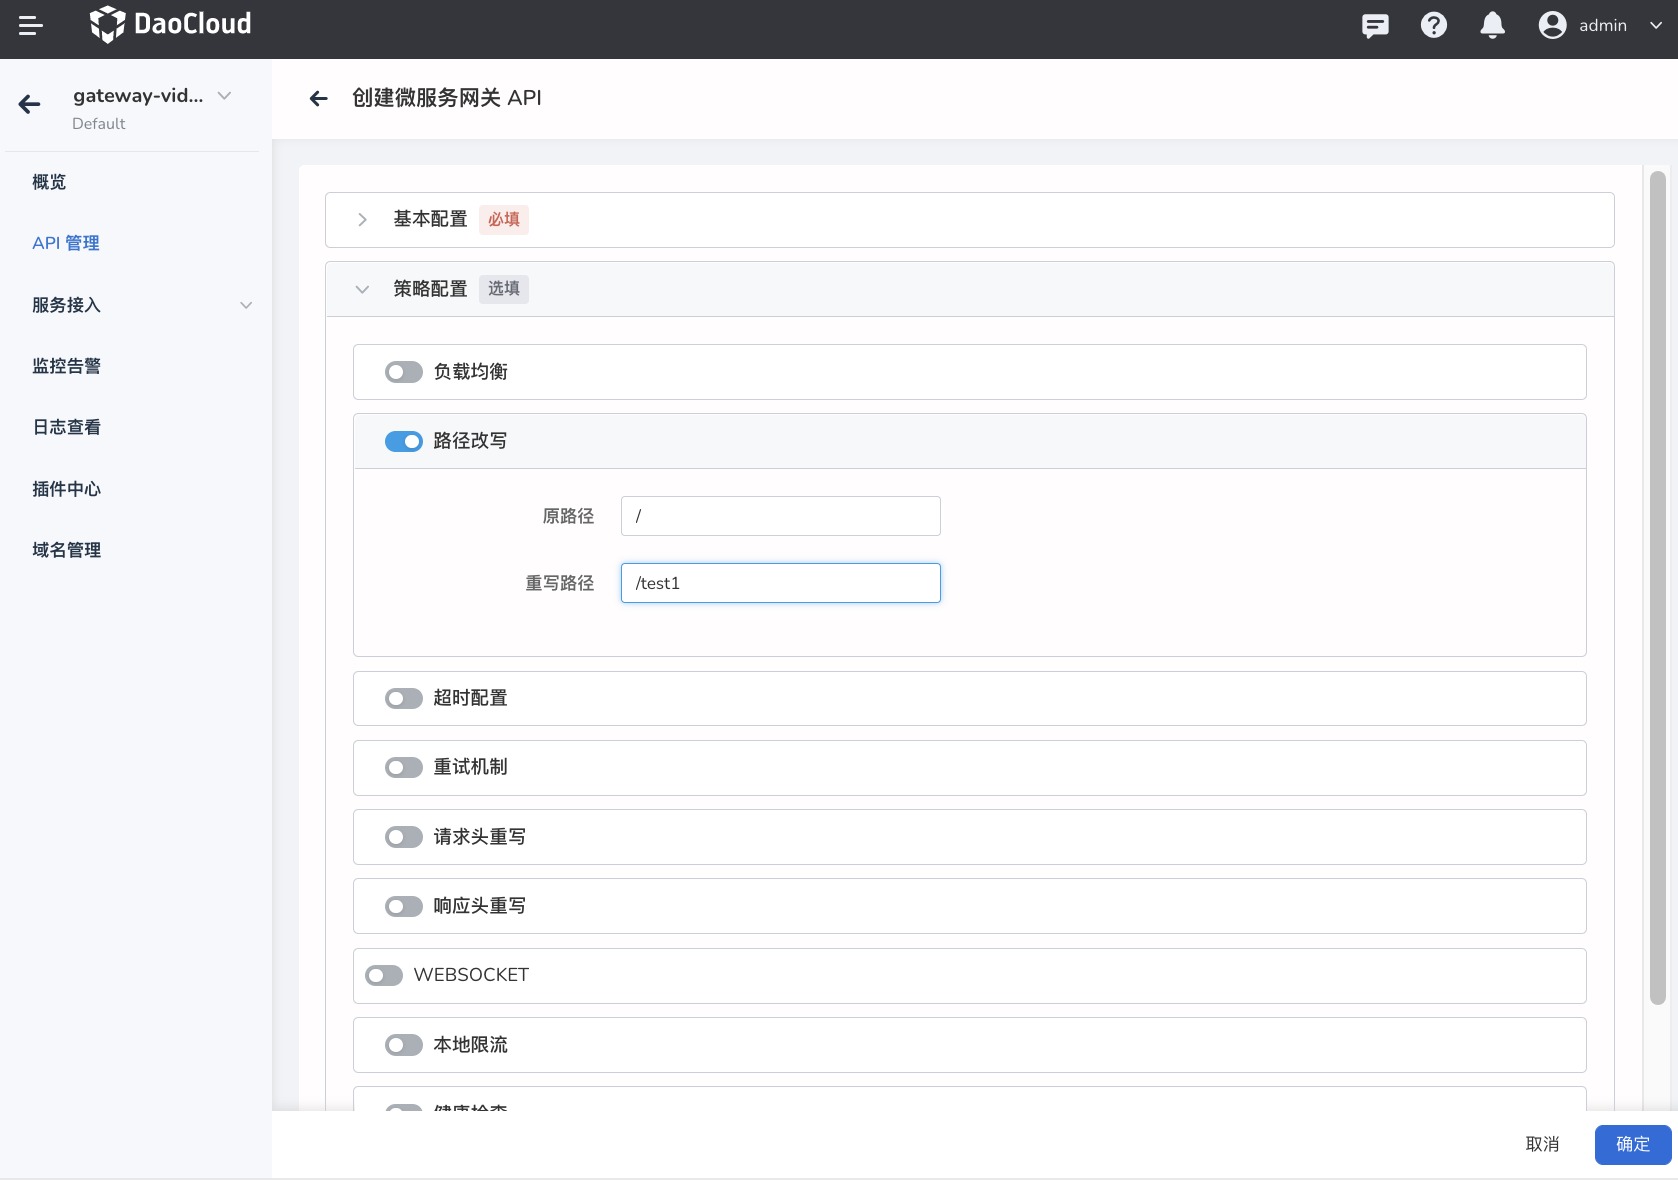 DaoCloud
admin
gateway-vid...
Default
概览
API 管理
服务接入
监控告警
日志查看
插件中心
域名管理
创建微服务网关 API
基本配置 必填
策略配置 选填
负载均衡
路径改写
原路径 /
重写路径 /test1
超时配置
重试机制
请求头重写
响应头重写
WEBSOCKET
本地限流
健康检查
取消 确定